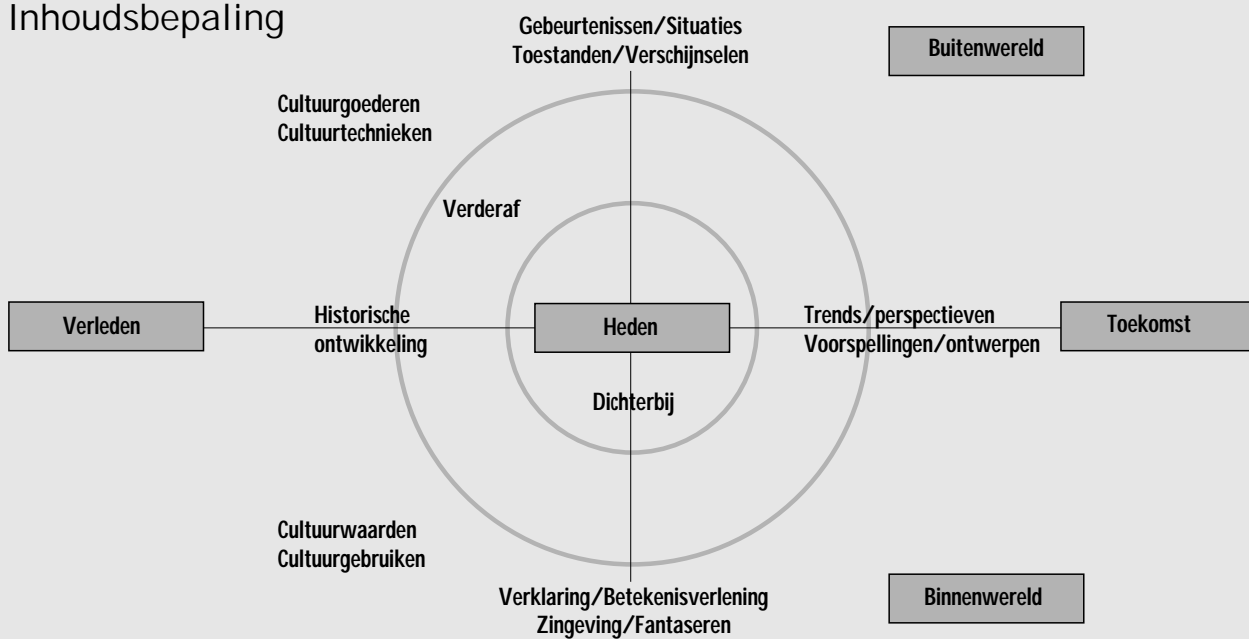 Inhoudsbepaling
Gebeurtenissen/Situaties
Toestanden/Verschijnselen
Buitenwereld
Cultuurgoederen
Cultuurtechnieken
Verderaf
Verleden
Historische
ontwikkeling
Heden
Trends/perspectieven
Voorspellingen/ontwerpen
Toekomst
Dichterbij
Cultuurwaarden
Cultuurgebruiken
Verklaring/Betekenisverlening
Zingeving/Fantaseren
Binnenwereld